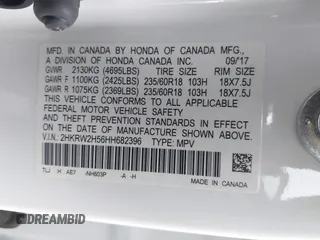 MFD. IN CANADA BY HONDA OF CANADA MFG.,
A DIVISION OF HONDA CANADA INC. 09/17
GVWR 2130KG (4695LBS) TIRE SIZE RIM SIZE
GAWR F 1100KG (2425LBS) 235/60R18 103H 18X7.5J
GAWR R 1075KG (2369LBS) 235/60R18 103H 18X7.5J
THIS VEHICLE CONFORMS TO ALL APPLICABLE
FEDERAL MOTOR VEHICLE SAFETY
AND THEFT PREVENTION STANDARDS IN EFFECT ON
THE DATE OF MANUFACTURE SHOWN ABOVE.
V.I.N.: 2HKRW2H56HH682396 TYPE: MPV
H AE7 -NH603P -A -H
MADE IN CANADA
© DREAMBID